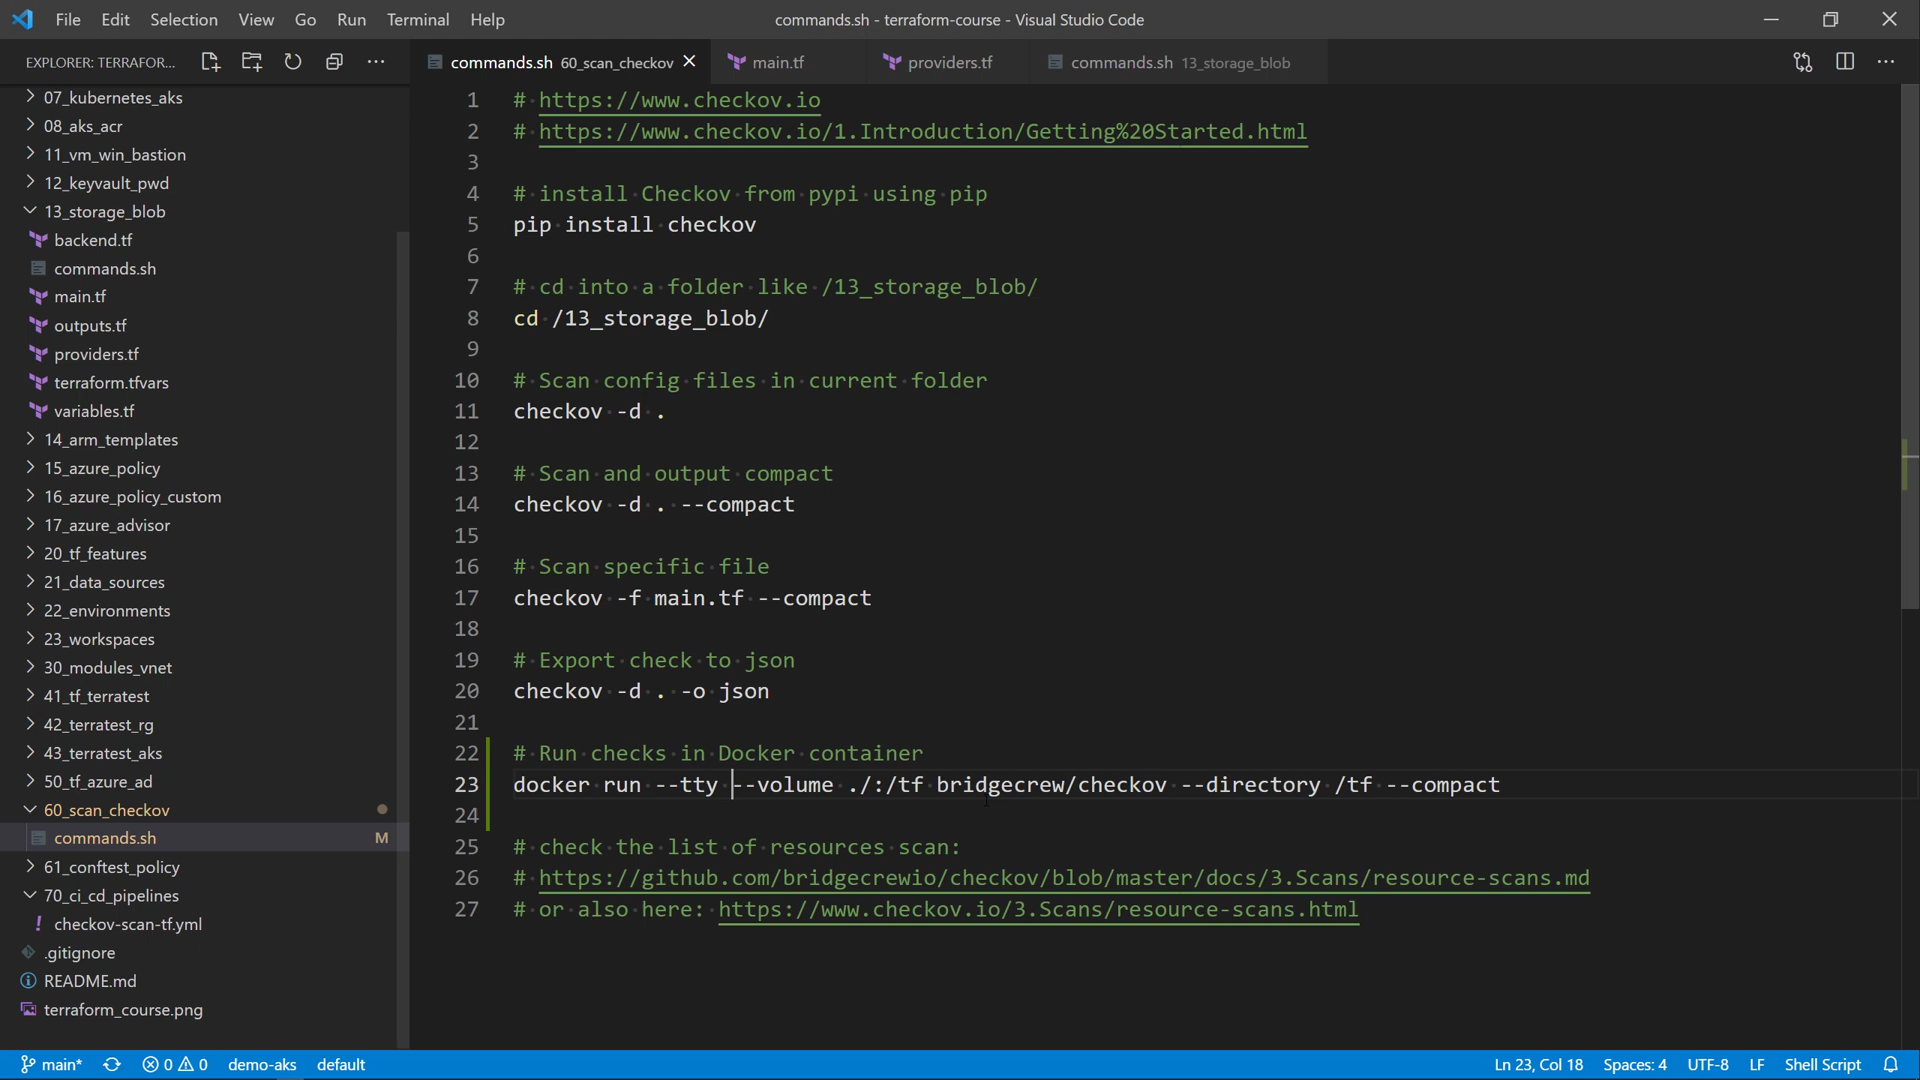 File Edit Selection View Go Run Terminal Help
commands.sh - terraform-course - Visual Studio Code
EXPLORER: TERRAFOR...
commands.sh 60_scan_checkov
main.tf
providers.tf
commands.sh 13_storage_blob
07_kubernetes_aks
08_aks_acr
11_vm_win_bastion
12_keyvault_pwd
13_storage_blob
backend.tf
commands.sh
main.tf
outputs.tf
providers.tf
terraform.tfvars
variables.tf
14_arm_templates
15_azure_policy
16_azure_policy_custom
17_azure_advisor
20_tf_features
21_data_sources
22_environments
23_workspaces
30_modules_vnet
41_tf_terratest
42_terratest_rg
43_terratest_aks
50_tf_azure_ad
60_scan_checkov
commands.sh M
61_conftest_policy
70_ci_cd_pipelines
! checkov-scan-tf.yml
.gitignore
README.md
terraform_course.png
1 # https://www.checkov.io
2 # https://www.checkov.io/1.Introduction/Getting%20Started.html
3
4 # install Checkov from pypi using pip
5 pip install checkov
6
7 # cd into a folder like /13_storage_blob/
8 cd /13_storage_blob/
9
10 # Scan config files in current folder
11 checkov -d .
12
13 # Scan and output compact
14 checkov -d . --compact
15
16 # Scan specific file
17 checkov -f main.tf --compact
18
19 # Export check to json
20 checkov -d . -o json
21
22 # Run checks in Docker container
23 docker run --tty --volume ./:/tf bridgecrew/checkov --directory /tf --compact
24
25 # check the list of resources scan:
26 # https://github.com/bridgecrewio/checkov/blob/master/docs/3.Scans/resource-scans.md
27 # or also here: https://www.checkov.io/3.Scans/resource-scans.html
main* 0 0 demo-aks default
Ln 23, Col 18 Spaces: 4 UTF-8 LF Shell Script